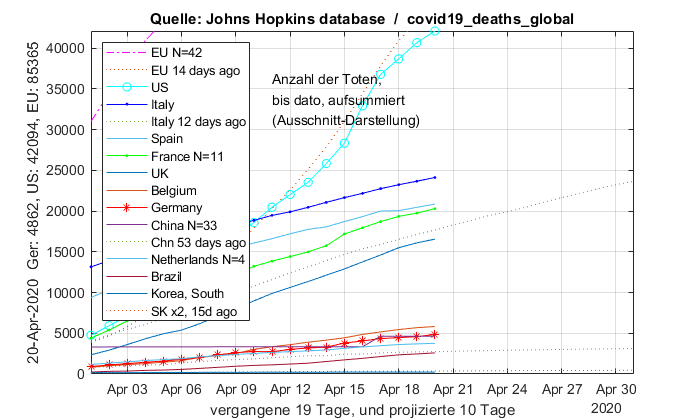 Quelle: Johns Hopkins database / covid19_deaths_global
20-Apr-2020 Ger: 4862, US: 42094, EU: 85365
40000
35000
30000
25000
20000
15000
10000
5000
0
EU N=42
EU 14 days ago
US
Italy
Italy 12 days ago
Spain
France N=11
UK
Belgium
Germany
China N=33
Chn 53 days ago
Netherlands N=4
Brazil
Korea, South
SK x2, 15d ago
Anzahl der Toten,
bis dato, aufsummiert
(Ausschnitt-Darstellung)
Apr 03 Apr 06 Apr 09 Apr 12 Apr 15 Apr 18 Apr 21 Apr 24 Apr 27 Apr 30
2020
vergangene 19 Tage, und projizierte 10 Tage